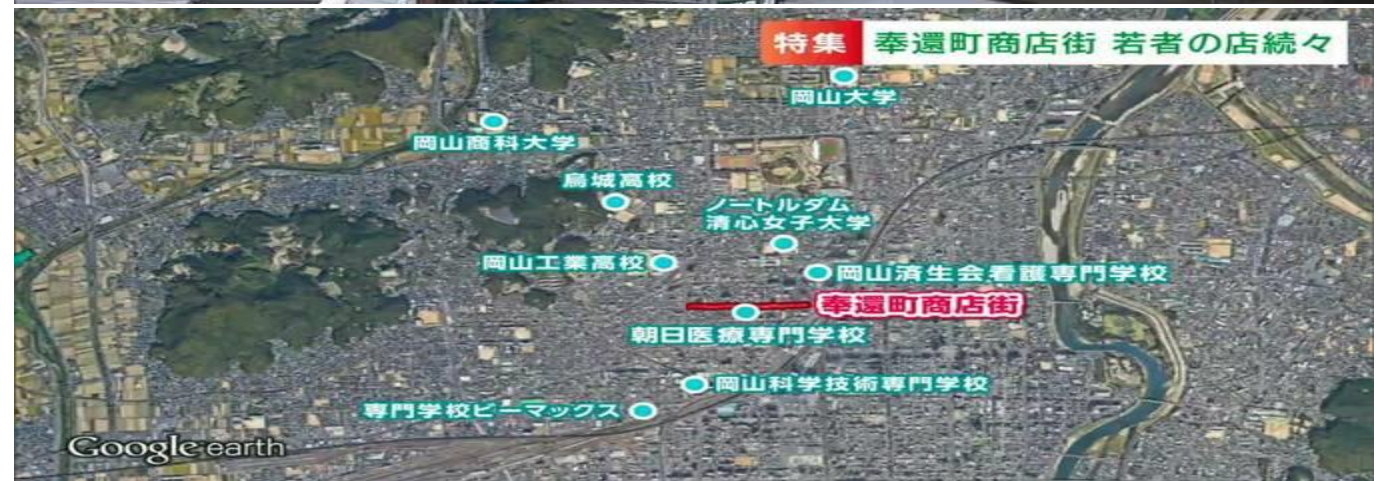 特集 奉還町商店街 若者の店続々
岡山大学
岡山商科大学
烏城高校
ノートルダム
清心女子大学
岡山工業高校
岡山済生会看護専門学校
奉還町商店街
朝日医療専門学校
岡山科学技術専門学校
専門学校ビーマックス
Google earth